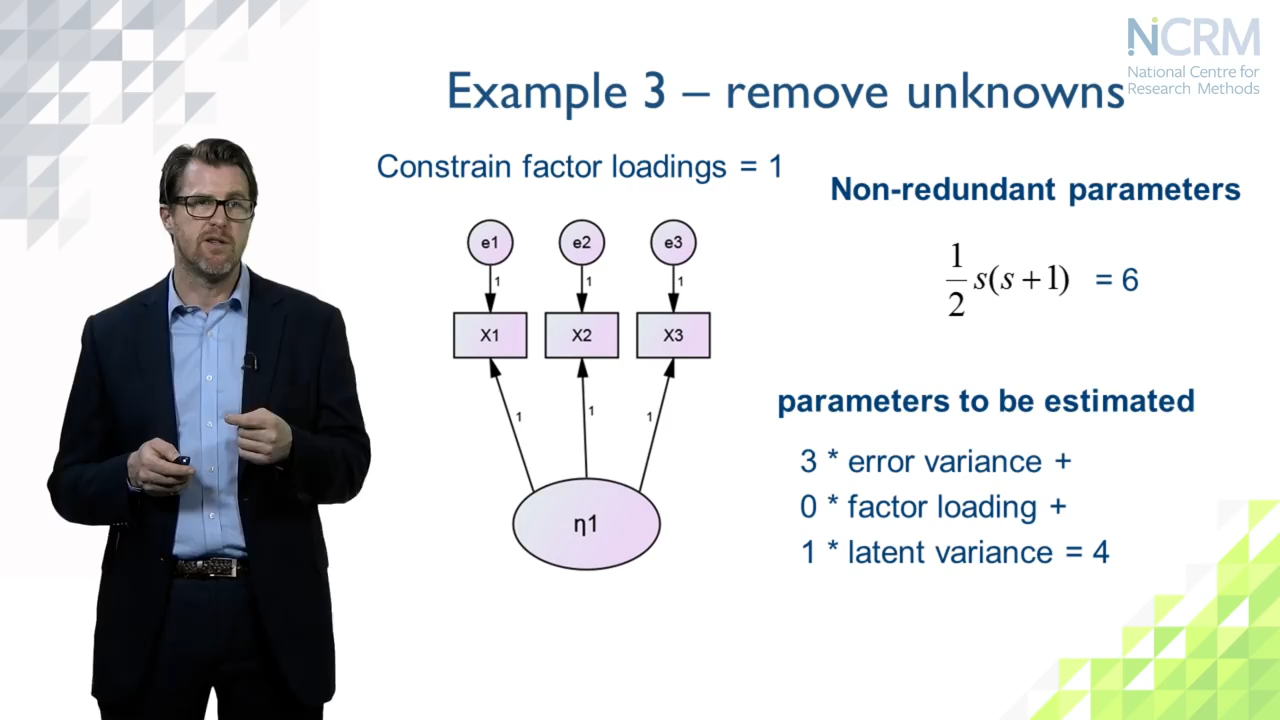 NCRM
National Centre for
Research Methods
Example 3 – remove unknowns
Constrain factor loadings = 1
Non-redundant parameters
e1 e2 e3
1 1 1
X1 X2 X3
1 1 1
η1
1/2 s(s + 1) = 6
parameters to be estimated
3 * error variance +
0 * factor loading +
1 * latent variance = 4